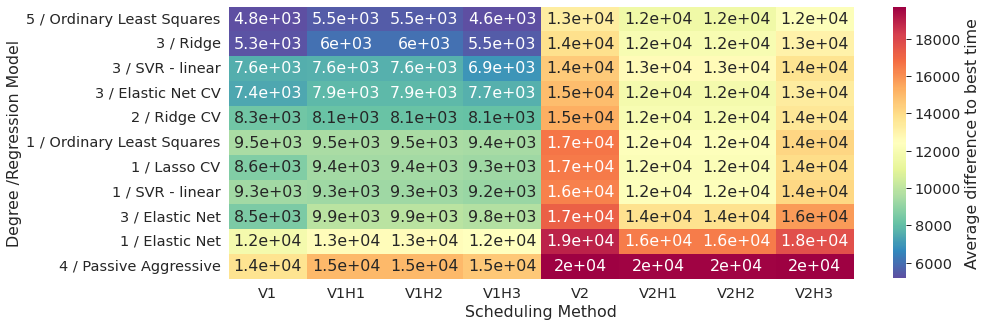 Degree /Regression Model
5 / Ordinary Least Squares 4.8e+03 5.5e+03 5.5e+03 4.6e+03 1.3e+04 1.2e+04 1.2e+04 1.2e+04
3 / Ridge 5.3e+03 6e+03 6e+03 5.5e+03 1.4e+04 1.2e+04 1.2e+04 1.3e+04
3 / SVR - linear 7.6e+03 7.6e+03 7.6e+03 6.9e+03 1.4e+04 1.3e+04 1.3e+04 1.4e+04
3 / Elastic Net CV 7.4e+03 7.9e+03 7.9e+03 7.7e+03 1.5e+04 1.2e+04 1.2e+04 1.3e+04
2 / Ridge CV 8.3e+03 8.1e+03 8.1e+03 8.1e+03 1.5e+04 1.2e+04 1.2e+04 1.4e+04
1 / Ordinary Least Squares 9.5e+03 9.5e+03 9.5e+03 9.4e+03 1.7e+04 1.2e+04 1.2e+04 1.4e+04
1 / Lasso CV 8.6e+03 9.4e+03 9.4e+03 9.3e+03 1.7e+04 1.2e+04 1.2e+04 1.4e+04
1 / SVR - linear 9.3e+03 9.3e+03 9.3e+03 9.2e+03 1.6e+04 1.2e+04 1.2e+04 1.4e+04
3 / Elastic Net 8.5e+03 9.9e+03 9.9e+03 9.8e+03 1.7e+04 1.4e+04 1.4e+04 1.6e+04
1 / Elastic Net 1.2e+04 1.3e+04 1.3e+04 1.2e+04 1.9e+04 1.6e+04 1.6e+04 1.8e+04
4 / Passive Aggressive 1.4e+04 1.5e+04 1.5e+04 1.5e+04 2e+04 2e+04 2e+04 2e+04
V1 V1H1 V1H2 V1H3 V2 V2H1 V2H2 V2H3
Scheduling Method
18000
16000
14000
12000
10000
8000
6000
Average difference to best time